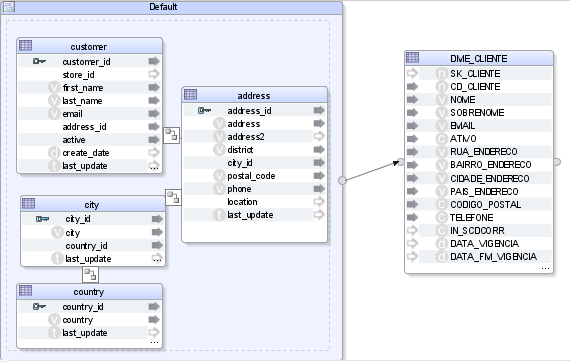 Default
customer
customer_id
store_id
first_name
last_name
email
address_id
active
create_date
last_update
...
address
address_id
address
address2
district
city_id
postal_code
phone
location
last_update
city
city_id
city
country_id
last_update
...
country
country_id
country
last_update
...
DME_CLIENTE
SK_CLIENTE
CD_CLIENTE
NOME
SOBRENOME
EMAIL
ATIVO
RUA_ENDERECO
BAIRRO_ENDERECO
CIDADE_ENDERECO
PAIS_ENDERECO
CODIGO_POSTAL
TELEFONE
IN_SCDCORR
DATA_VIGENCIA
DATA_FM_VIGENCIA
...